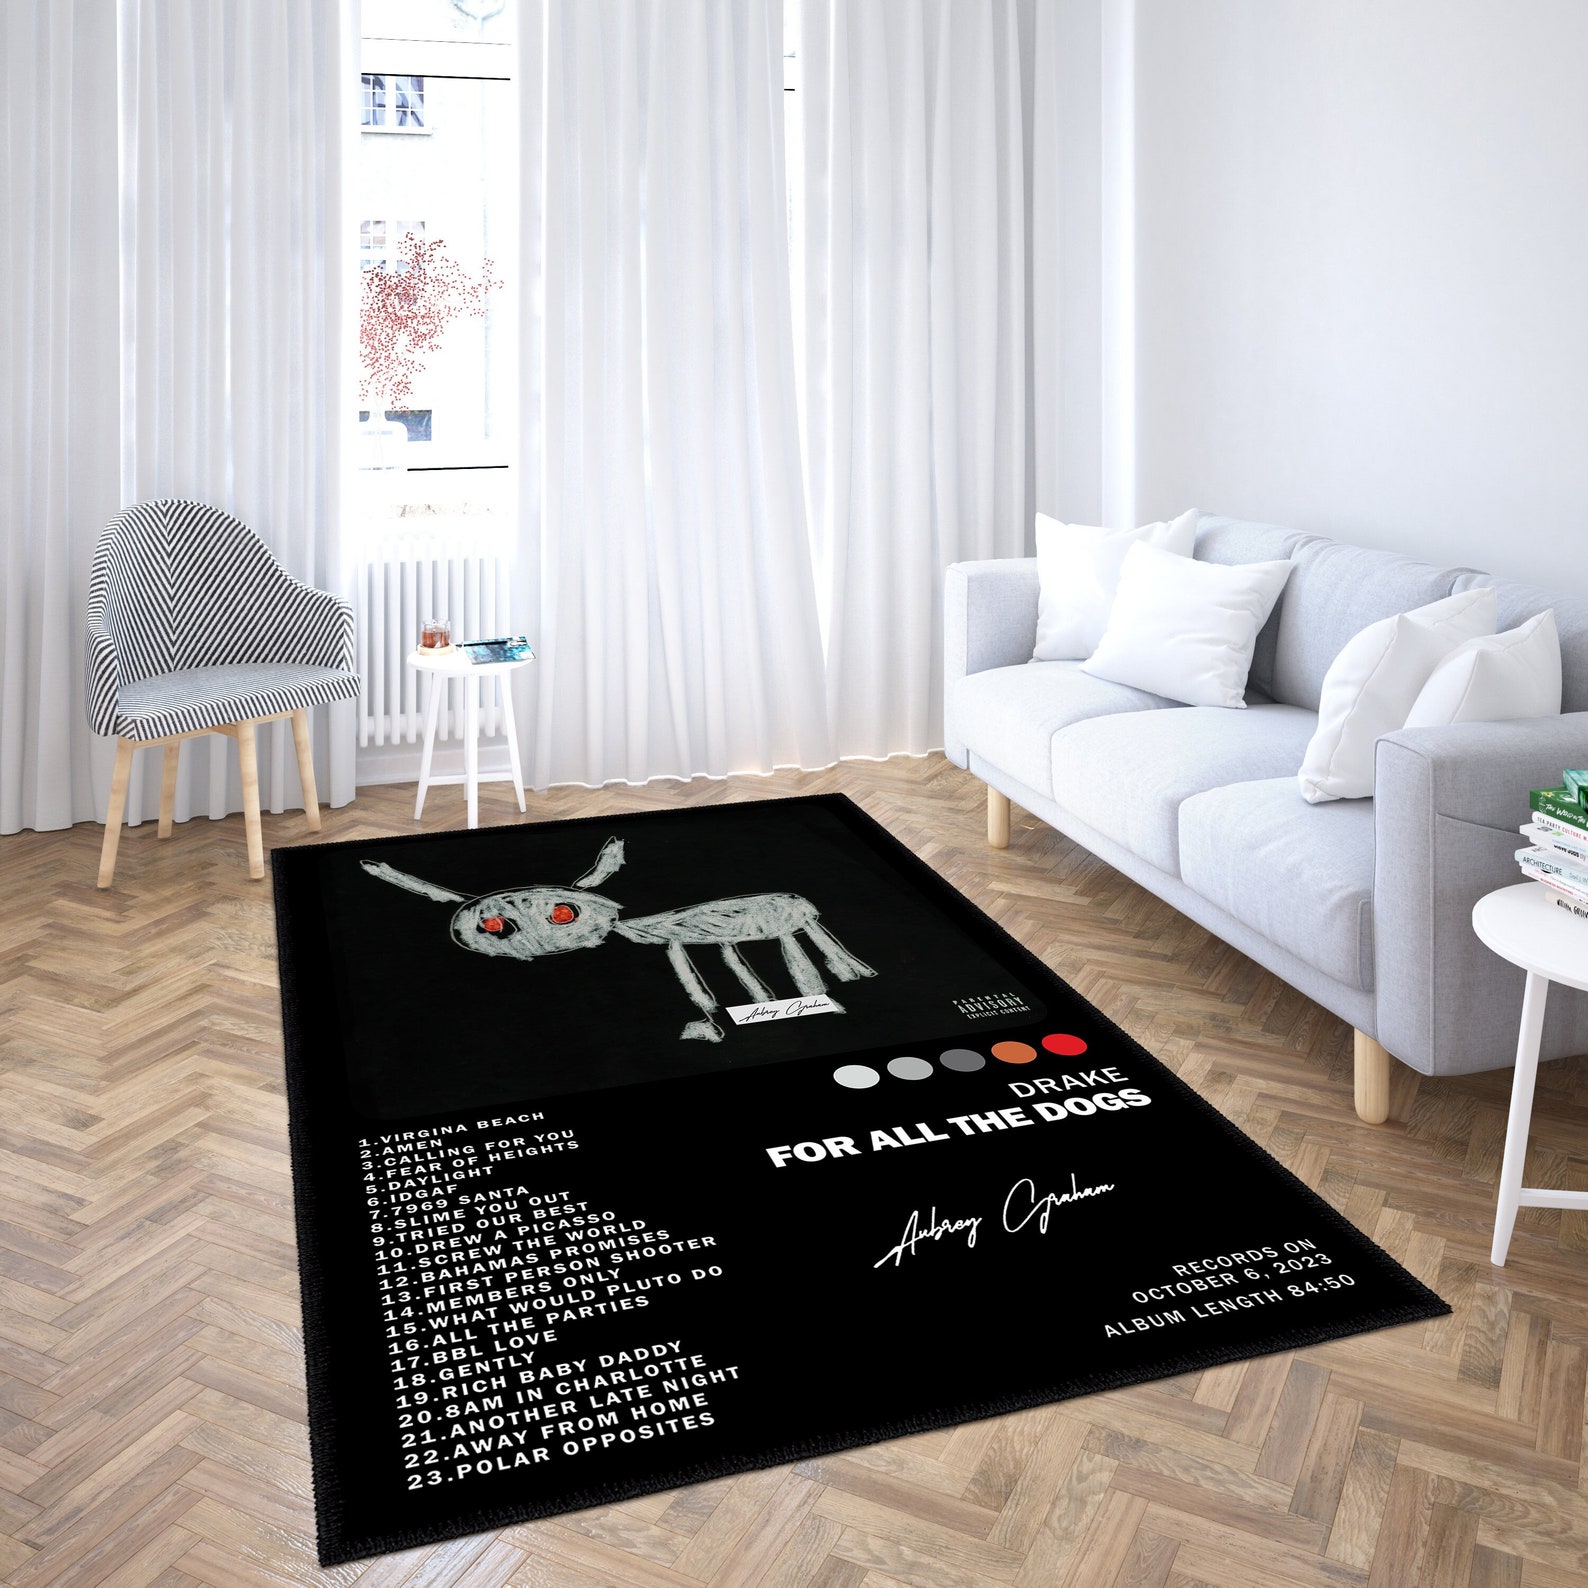 Aubrey Graham
PARENTAL
ADVISORY
EXPLICIT CONTENT
DRAKE
FOR ALL THE DOGS
1.VIRGINA BEACH
2.AMEN
3.CALLING FOR YOU
4.FEAR OF HEIGHTS
5.DAYLIGHT
6.IDGAF
7.7969 SANTA
8.SLIME YOU OUT
9.TRIED OUR BEST
10.DREW A PICASSO
11.SCREW THE WORLD
12.BAHAMAS PROMISES
13.FIRST PERSON SHOOTER
14.MEMBERS ONLY
15.WHAT WOULD PLUTO DO
16.ALL THE PARTIES
17.BBL LOVE
18.GENTLY
19.RICH BABY DADDY
20.8AM IN CHARLOTTE
21.ANOTHER LATE NIGHT
22.AWAY FROM HOME
23.POLAR OPPOSITES
Aubrey Graham
RECORDS ON
OCTOBER 6, 2023
ALBUM LENGTH 84:50
ARCHITECTURE